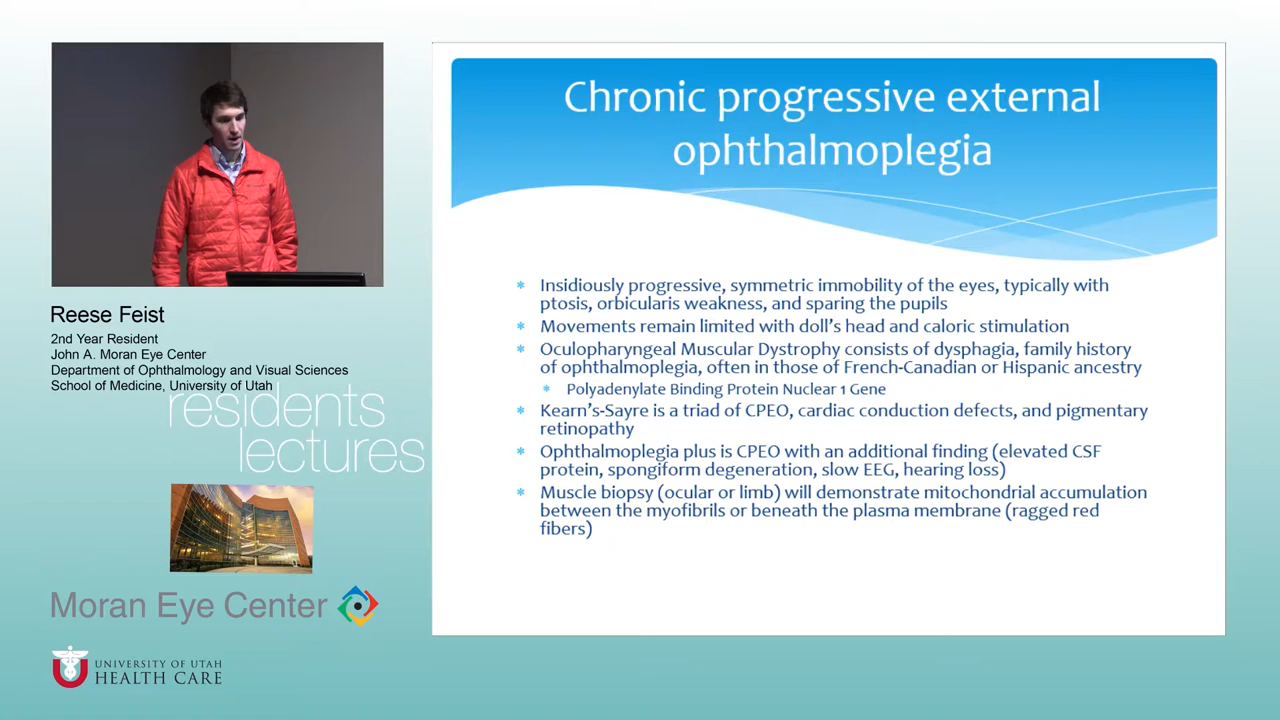 Chronic progressive external
ophthalmoplegia
* Insidiously progressive, symmetric immobility of the eyes, typically with
ptosis, orbicularis weakness, and sparing the pupils
* Movements remain limited with doll's head and caloric stimulation
* Oculopharyngeal Muscular Dystrophy consists of dysphagia, family history
of ophthalmoplegia, often in those of French-Canadian or Hispanic ancestry
* Polyadenylate Binding Protein Nuclear 1 Gene
* Kearn's-Sayre is a triad of CPEO, cardiac conduction defects, and pigmentary
retinopathy
* Ophthalmoplegia plus is CPEO with an additional finding (elevated CSF
protein, spongiform degeneration, slow EEG, hearing loss)
* Muscle biopsy (ocular or limb) will demonstrate mitochondrial accumulation
between the myofibrils or beneath the plasma membrane (ragged red
fibers)
Reese Feist
2nd Year Resident
John A. Moran Eye Center
Department of Ophthalmology and Visual Sciences
School of Medicine, University of Utah
residents
lectures
Moran Eye Center
U
UNIVERSITY OF UTAH
HEALTH CARE